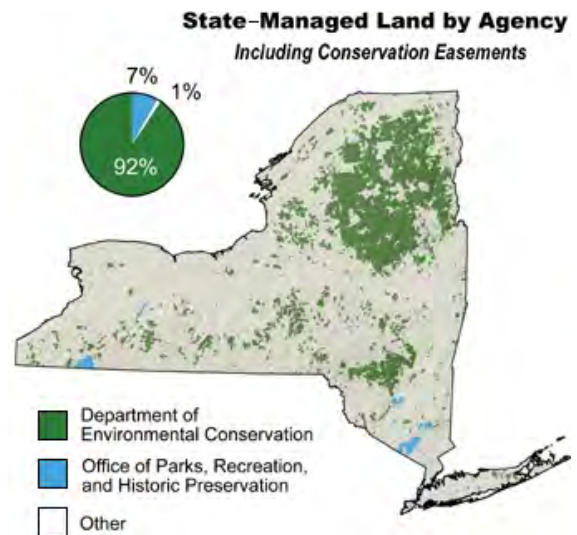 State-Managed Land by Agency
Including Conservation Easements
7%
1%
92%
Department of
Environmental Conservation
Office of Parks, Recreation,
and Historic Preservation
Other